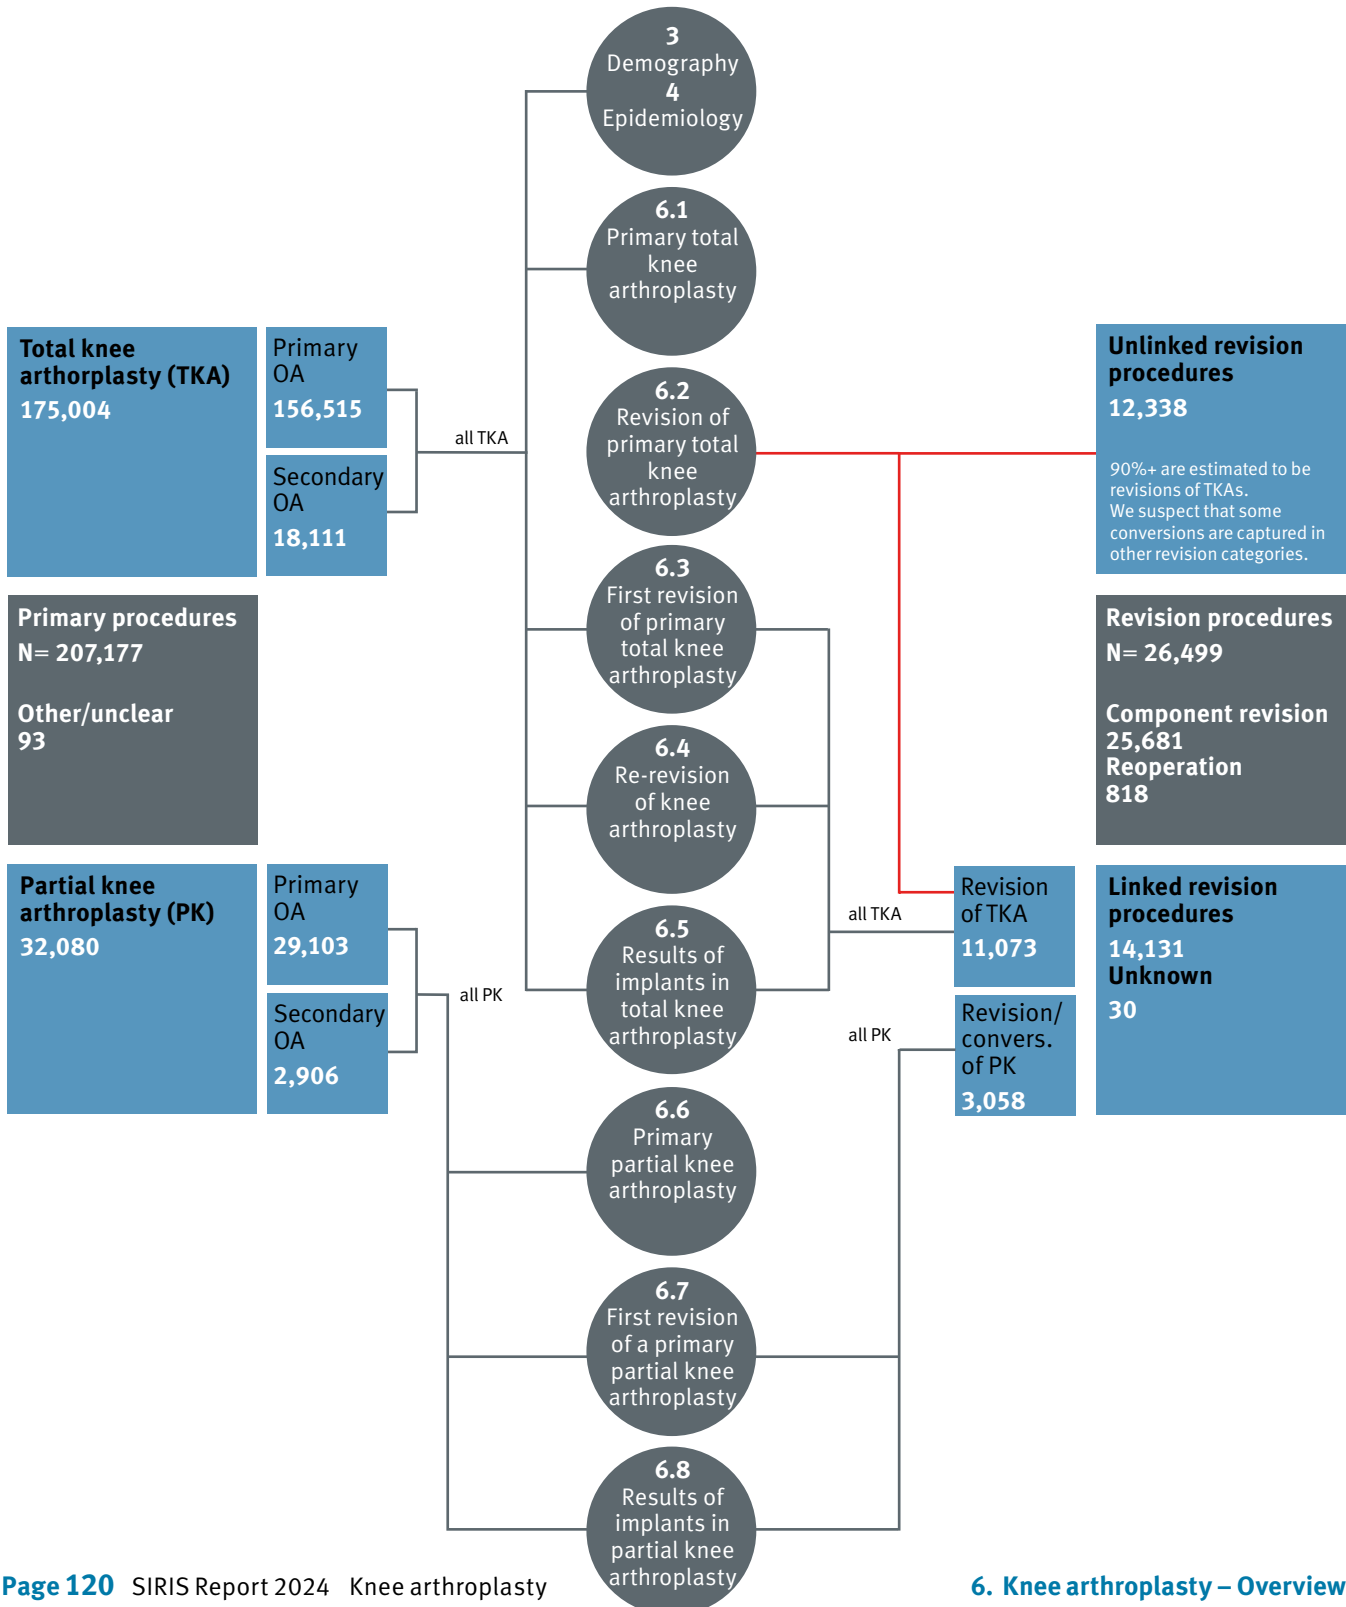 3
Demography
4
Epidemiology
6.1
Primary total
knee
arthroplasty
Total knee
arthorplasty (TKA)
175,004
Primary
OA
156,515
Secondary
OA
18,111
all TKA
6.2
Revision of
primary total
knee
arthroplasty
Unlinked revision
procedures
12,338
90%+ are estimated to be
revisions of TKAs.
We suspect that some
conversions are captured in
other revision categories.
6.3
First revision
of primary
total knee
arthroplasty
Primary procedures
N= 207,177
Other/unclear
93
Revision procedures
N= 26,499
Component revision
25,681
Reoperation
818
6.4
Re-revision
of knee
arthroplasty
Partial knee
arthroplasty (PK)
32,080
Primary
OA
29,103
Secondary
OA
2,906
all PK
6.5
Results of
implants in
total knee
arthroplasty
all TKA
Revision
of TKA
11,073
all PK
Revision/
convers.
of PK
3,058
Linked revision
procedures
14,131
Unknown
30
6.6
Primary
partial knee
arthroplasty
6.7
First revision
of a primary
partial knee
arthroplasty
6.8
Results of
implants in
partial knee
arthroplasty
Page 120 SIRIS Report 2024 Knee arthroplasty
6. Knee arthroplasty – Overview